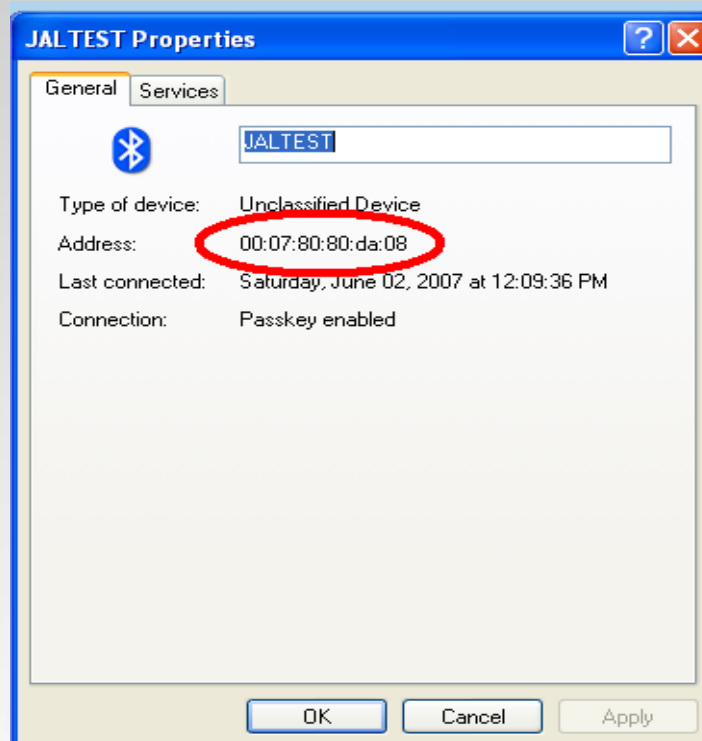 JALTEST Properties
General Services
JALTEST
Type of device: Unclassified Device
Address: 00:07:80:80:da:08
Last connected: Saturday, June 02, 2007 at 12:09:36 PM
Connection: Passkey enabled
OK Cancel Apply